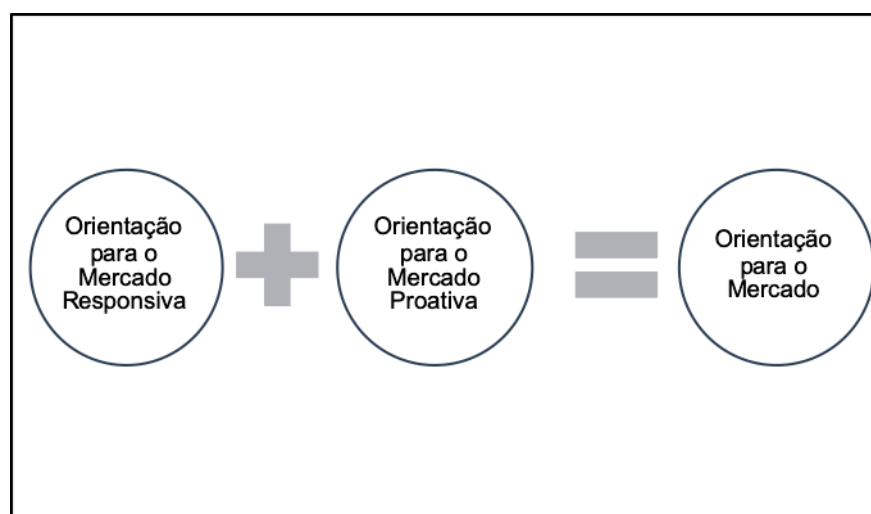 Orientação
para o
Mercado
Responsiva
Orientação
para o
Mercado
Proativa
Orientação
para o
Mercado